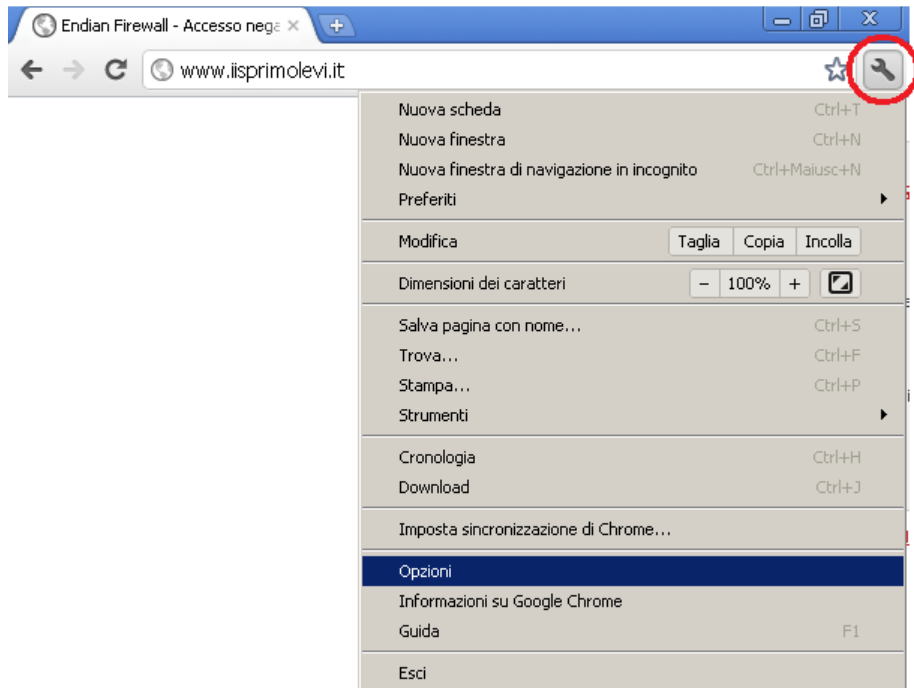 Endian Firewall - Accesso nega
www.iisprimolevi.it
Nuova scheda Ctrl+T
Nuova finestra Ctrl+N
Nuova finestra di navigazione in incognito Ctrl+Maiusc+N
Preferiti
Modifica Taglia Copia Incolla
Dimensioni dei caratteri - 100% +
Salva pagina con nome... Ctrl+S
Trova... Ctrl+F
Stampa... Ctrl+P
Strumenti
Cronologia Ctrl+H
Download Ctrl+J
Imposta sincronizzazione di Chrome...
Opzioni
Informazioni su Google Chrome
Guida F1
Esci